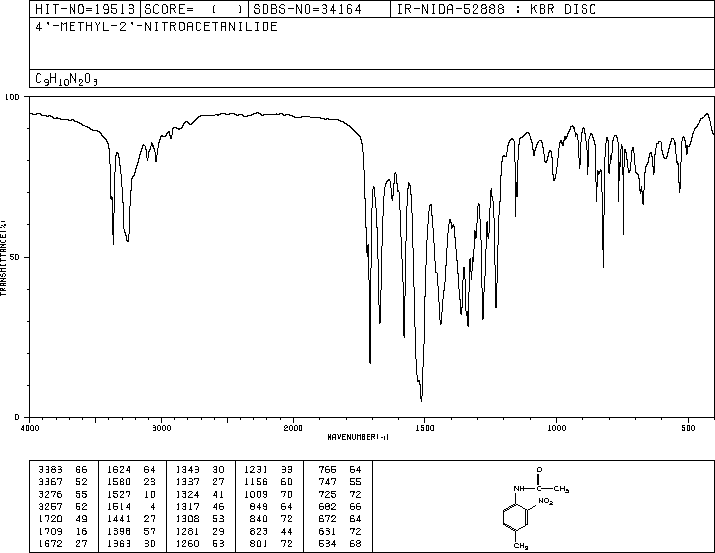 HIT-NO=19513 SCORE= ( ) SDBS-NO=34164 IR-NIDA-52888 : KBR DISC
4'-METHYL-2'-NITROACETANILIDE
C9H10N2O3
100
50
0
TRANSMITTANCE(%)
4000 3000 2000 1500 1000 500
WAVENUMBER(-1)
3383 66 1624 64 1343 30 1231 33 766 64
3367 52 1580 23 1337 27 1156 60 747 55
3276 55 1527 10 1324 41 1009 70 725 72
3257 52 1514 4 1317 46 849 64 682 66
1720 49 1441 27 1308 53 840 72 672 64
1709 16 1398 57 1281 29 823 44 631 72
1672 27 1363 30 1260 53 801 72 534 68
O
NH C CH3
NO2
CH3